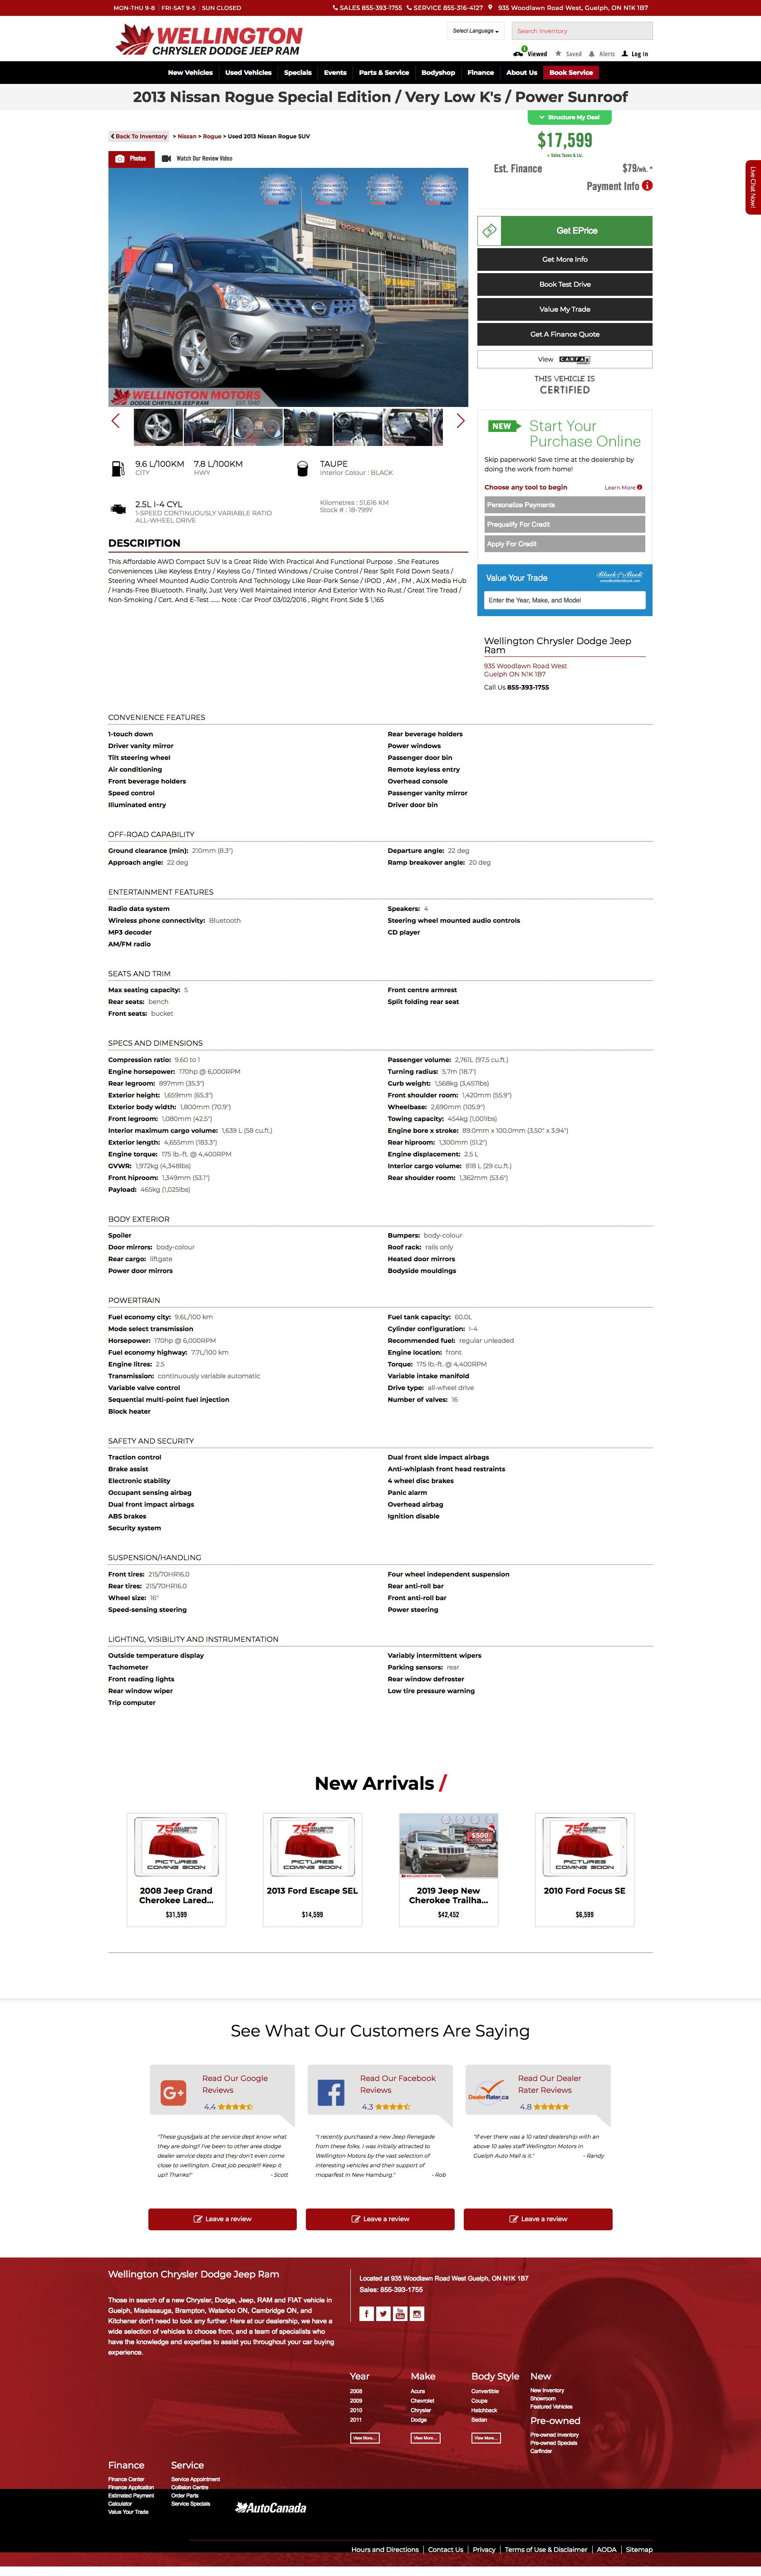 MON-THU 9-8 FRI-SAT 9-5 SUN CLOSED
SALES 855-393-1755 SERVICE 855-316-4127 935 Woodlawn Road West, Guelph, ON N1K 1B7
WELLINGTON
CHRYSLER DODGE JEEP RAM
Select Language
Search Inventory
1
Viewed Saved Alerts Log In
New Vehicles Used Vehicles Specials Events Parts & Service Bodyshop Finance About Us Book Service
2013 Nissan Rogue Special Edition / Very Low K's / Power Sunroof
Structure My Deal
Back To Inventory > Nissan > Rogue > Used 2013 Nissan Rogue SUV
$17,599
+ Sales Taxes & Lic.
Photos Watch Our Review Video
Est. Finance $79/wk. *
Payment Info
Live Chat Now!
Get EPrice
Get More Info
Book Test Drive
Value My Trade
Get A Finance Quote
View CARFAX
THIS VEHICLE IS
CERTIFIED
DODGE JEEP RAM
Wellington
WELLINGTON MOTORS
DODGE CHRYSLER JEEP RAM EST. 1940
NEW Start Your
Purchase Online
Skip paperwork! Save time at the dealership by
doing the work from home!
Choose any tool to begin Learn More
Personalize Payments
Prequalify For Credit
Apply For Credit
9.6 L/100KM 7.8 L/100KM TAUPE
CITY HWY Interior Colour : BLACK
2.5L I-4 CYL
1-SPEED CONTINUOUSLY VARIABLE RATIO
ALL-WHEEL DRIVE
Kilometres : 51,616 KM
Stock # : 18-799Y
DESCRIPTION
This Affordable AWD Compact SUV Is a Great Ride With Practical And Functional Purpose . She Features
Conveniences Like Keyless Entry / Keyless Go / Tinted Windows / Cruise Control / Rear Split Fold Down Seats /
Steering Wheel Mounted Audio Controls And Technology Like Rear-Park Sense / IPOD , AM , FM , AUX Media Hub
/ Hands-Free Bluetooth. Finally, Just Very Well Maintained Interior And Exterior With No Rust / Great Tire Tread /
Non-Smoking / Cert. And E-Test ...... Note : Car Proof 03/02/2016 , Right Front Side $ 1,165
Value Your Trade Black Book
Enter the Year, Make, and Model
Wellington Chrysler Dodge Jeep
Ram
935 Woodlawn Road West
Guelph ON N1K 1B7
Call Us 855-393-1755
CONVENIENCE FEATURES
1-touch down Rear beverage holders
Driver vanity mirror Power windows
Tilt steering wheel Passenger door bin
Air conditioning Remote keyless entry
Front beverage holders Overhead console
Speed control Passenger vanity mirror
Illuminated entry Driver door bin
OFF-ROAD CAPABILITY
Ground clearance (min): 210mm (8.3") Departure angle: 22 deg
Approach angle: 22 deg Ramp breakover angle: 20 deg
ENTERTAINMENT FEATURES
Radio data system Speakers: 4
Wireless phone connectivity: Bluetooth Steering wheel mounted audio controls
MP3 decoder CD player
AM/FM radio
SEATS AND TRIM
Max seating capacity: 5 Front centre armrest
Rear seats: bench Split folding rear seat
Front seats: bucket
SPECS AND DIMENSIONS
Compression ratio: 9.60 to 1 Passenger volume: 2,761L (97.5 cu.ft.)
Engine horsepower: 170hp @ 6,000RPM Turning radius: 5.7m (18.7')
Rear legroom: 897mm (35.3") Curb weight: 1,568kg (3,457lbs)
Exterior height: 1,659mm (65.3") Front shoulder room: 1,420mm (55.9")
Exterior body width: 1,800mm (70.9") Wheelbase: 2,690mm (105.9")
Front legroom: 1,080mm (42.5") Towing capacity: 454kg (1,001lbs)
Interior maximum cargo volume: 1,639 L (58 cu.ft.) Engine bore x stroke: 89.0mm x 100.0mm (3.50" x 3.94")
Exterior length: 4,655mm (183.3") Rear hiproom: 1,300mm (51.2")
Engine torque: 175 lb.-ft. @ 4,400RPM Engine displacement: 2.5 L
GVWR: 1,972kg (4,348lbs) Interior cargo volume: 818 L (29 cu.ft.)
Front hiproom: 1,349mm (53.1") Rear shoulder room: 1,362mm (53.6")
Payload: 465kg (1,025lbs)
BODY EXTERIOR
Spoiler Bumpers: body-colour
Door mirrors: body-colour Roof rack: rails only
Rear cargo: liftgate Heated door mirrors
Power door mirrors Bodyside mouldings
POWERTRAIN
Fuel economy city: 9.6L/100 km Fuel tank capacity: 60.0L
Mode select transmission Cylinder configuration: I-4
Horsepower: 170hp @ 6,000RPM Recommended fuel: regular unleaded
Fuel economy highway: 7.7L/100 km Engine location: front
Engine litres: 2.5 Torque: 175 lb.-ft. @ 4,400RPM
Transmission: continuously variable automatic Variable intake manifold
Variable valve control Drive type: all-wheel drive
Sequential multi-point fuel injection Number of valves: 16
Block heater
SAFETY AND SECURITY
Traction control Dual front side impact airbags
Brake assist Anti-whiplash front head restraints
Electronic stability 4 wheel disc brakes
Occupant sensing airbag Panic alarm
Dual front impact airbags Overhead airbag
ABS brakes Ignition disable
Security system
SUSPENSION/HANDLING
Front tires: 215/70HR16.0 Four wheel independent suspension
Rear tires: 215/70HR16.0 Rear anti-roll bar
Wheel size: 16" Front anti-roll bar
Speed-sensing steering Power steering
LIGHTING, VISIBILITY AND INSTRUMENTATION
Outside temperature display Variably intermittent wipers
Tachometer Parking sensors: rear
Front reading lights Rear window defroster
Rear window wiper Low tire pressure warning
Trip computer
New Arrivals /
75 WELLINGTON PICTURES COMING SOON
75 WELLINGTON PICTURES COMING SOON
$500
75 WELLINGTON PICTURES COMING SOON
2008 Jeep Grand
Cherokee Lared...
$31,599
2013 Ford Escape SEL
$14,599
2019 Jeep New
Cherokee Trailha...
$42,452
2010 Ford Focus SE
$6,599
See What Our Customers Are Saying
G+ Read Our Google
Reviews
4.4
"These guys/gals at the service dept know what
they are doing!! I've been to other area dodge
dealer service depts and they don't even come
close to wellington. Great job people!!! Keep it
up!! Thanks!" - Scott
Leave a review
Read Our Facebook
Reviews
4.3
"I recently purchased a new Jeep Renegade
from these folks. I was initially attracted to
Wellington Motors by the vast selection of
interesting vehicles and their support of
moparfest in New Hamburg." - Rob
Leave a review
DealerRater.ca
Read Our Dealer
Rater Reviews
4.8
"If ever there was a 10 rated dealership with an
above 10 sales staff Wellington Motors in
Guelph Auto Mall is it." - Randy
Leave a review
Wellington Chrysler Dodge Jeep Ram
Those in search of a new Chrysler, Dodge, Jeep, RAM and FIAT vehicle in
Guelph, Mississauga, Brampton, Waterloo ON, Cambridge ON, and
Kitchener don't need to look any further. Here at our dealership, we have a
wide selection of vehicles to choose from, and a team of specialists who
have the knowledge and expertise to assist you throughout your car buying
experience.
Located at 935 Woodlawn Road West Guelph, ON N1K 1B7
Sales: 855-393-1755
Year
2008
2009
2010
2011
View More...
Make
Acura
Chevrolet
Chrysler
Dodge
View More...
Body Style
Convertible
Coupe
Hatchback
Sedan
View More...
New
New Inventory
Showroom
Featured Vehicles
Pre-owned
Pre-owned Inventory
Pre-owned Specials
Carfinder
Finance
Finance Center
Finance Application
Estimated Payment
Calculator
Value Your Trade
Service
Service Appointment
Collision Centre
Order Parts
Service Specials
AutoCanada
Hours and Directions | Contact Us | Privacy | Terms of Use & Disclaimer | AODA | Sitemap